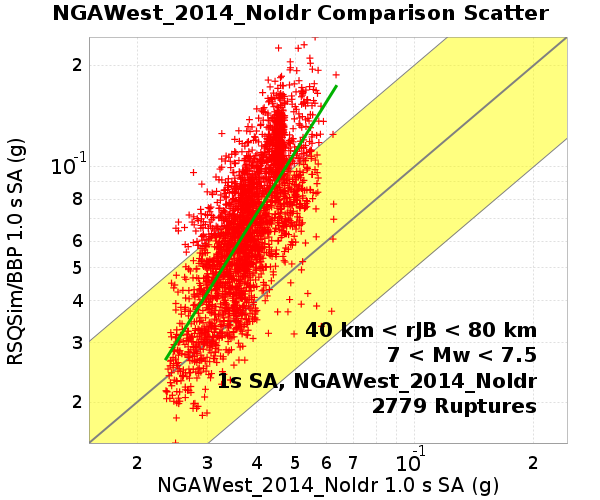 NGAWest_2014_NoIdr Comparison Scatter
RSQSim/BBP 1.0 s SA (g)
2
10-1
8
6
5
4
3
2
40 km < rJB < 80 km
7 < Mw < 7.5
1s SA, NGAWest_2014_NoIdr
2779 Ruptures
2 3 4 5 6 7 10-1 2
NGAWest_2014_NoIdr 1.0 s SA (g)